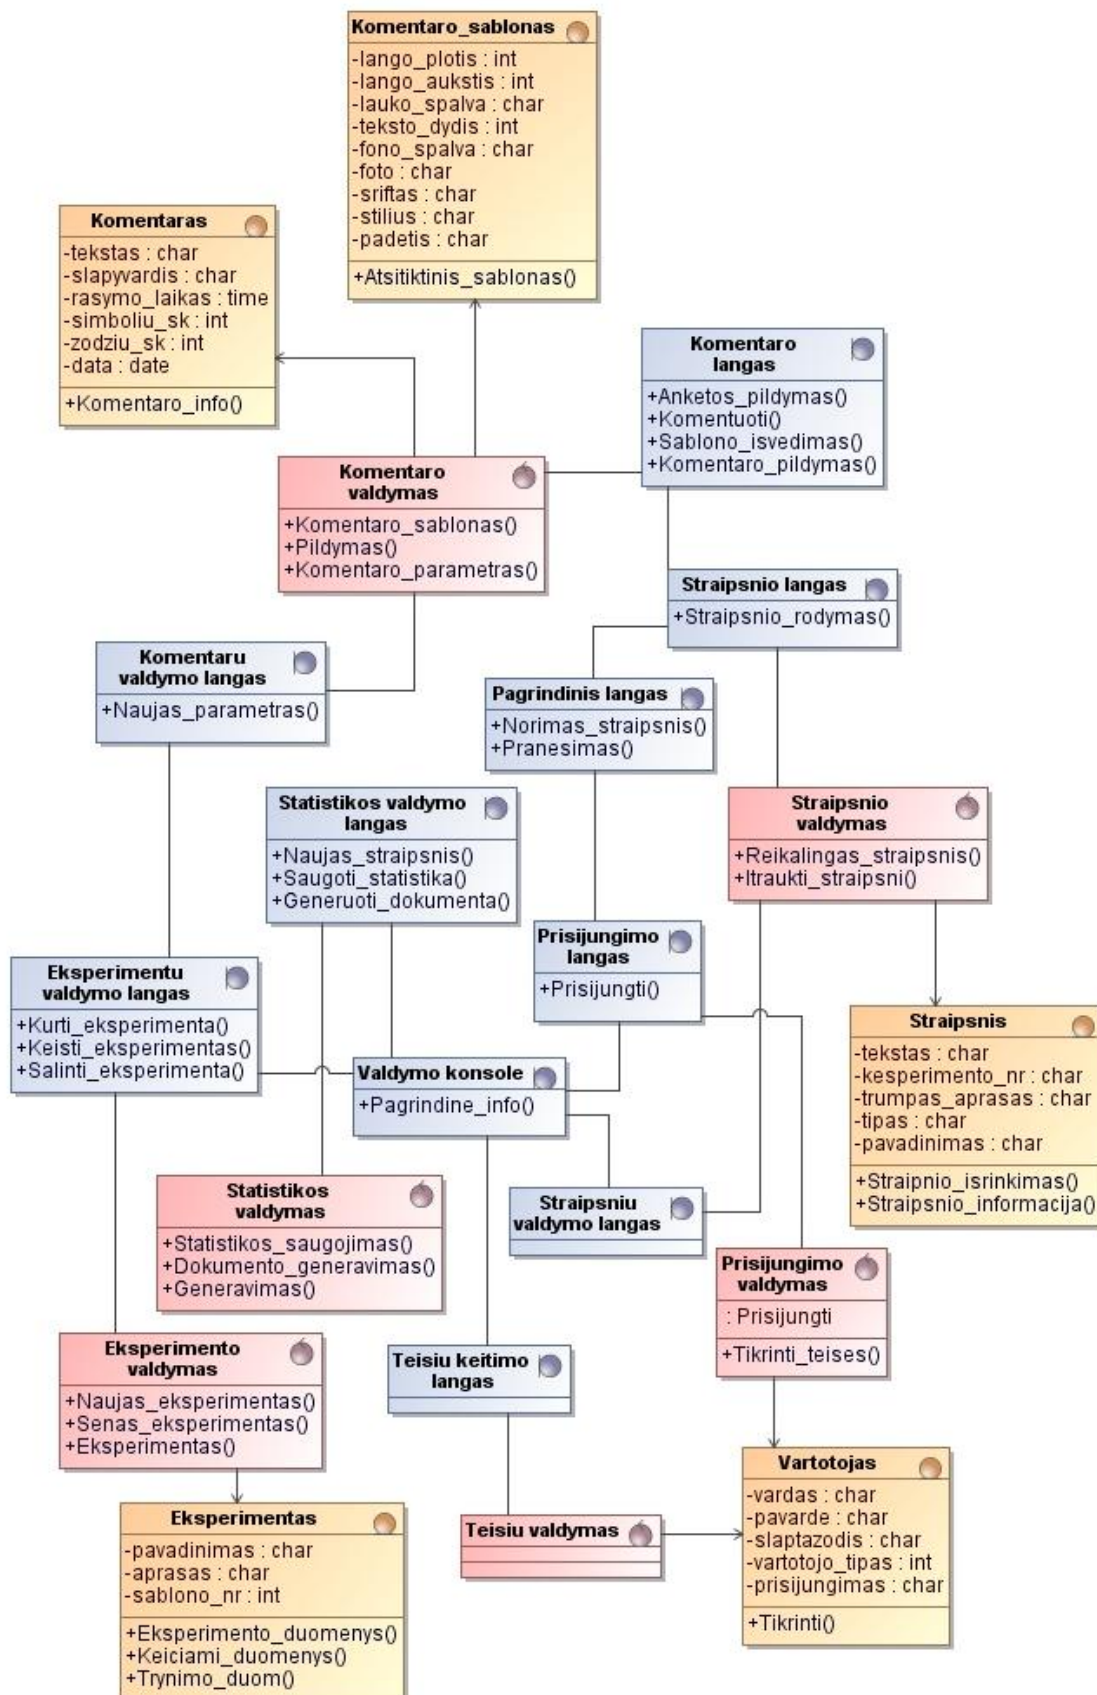 Komentaro_sablonas
-lango_plotis : int
-lango_aukstis : int
-lauko_spalva : char
-teksto_dydis : int
-fono_spalva : char
-foto : char
-sriftas : char
-stilius : char
-padetis : char
+Atsitiktinis_sablonas()
Komentaras
-tekstas : char
-slapyvardis : char
-rasymo_laikas : time
-simboliu_sk : int
-zodziu_sk : int
-data : date
+Komentaro_info()
Komentaro
langas
+Anketos_pildymas()
+Komentuoti()
+Sablono_isvedimas()
+Komentaro_pildymas()
Komentaro
valdymas
+Komentaro_sablonas()
+Pildymas()
+Komentaro_parametras()
Straipsnio langas
+Straipsnio_rodymas()
Komentaru
valdymo langas
+Naujas_parametras()
Pagrindinis langas
+Norimas_straipsnis()
+Pranesimas()
Statistikos valdymo
langas
+Naujas_straipsnis()
+Saugoti_statistika()
+Generuoti_dokumenta()
Straipsnio
valdymas
+Reikalingas_straipsnis()
+Itraukti_straipsni()
Prisijungimo
langas
+Prisijungti()
Eksperimentu
valdymo langas
+Kurti_eksperimenta()
+Keisti_eksperimentas()
+Salinti_eksperimenta()
Straipsnis
-tekstas : char
-kesperimento_nr : char
-trumpas_aprasas : char
-tipas : char
-pavadinimas : char
+Straipnio_isrinkimas()
+Straipsnio_informacija()
Valdymo konsole
+Pagrindine_info()
Statistikos
valdymas
+Statistikos_saugojimas()
+Dokumento_generavimas()
+Generavimas()
Straipsniu
valdymo langas
Prisijungimo
valdymas
: Prisijungti
+Tikrinti_teises()
Eksperimento
valdymas
+Naujas_eksperimentas()
+Senas_eksperimentas()
+Eksperimentas()
Teisiu keitimo
langas
Vartotojas
-vardas : char
-pavarde : char
-slaptazodis : char
-vartotojo_tipas : int
-prisijungimas : char
+Tikrinti()
Eksperimentas
-pavadinimas : char
-aprasas : char
-sablono_nr : int
+Eksperimento_duomenys()
+Keiciami_duomenys()
+Trynimo_duom()
Teisiu valdymas